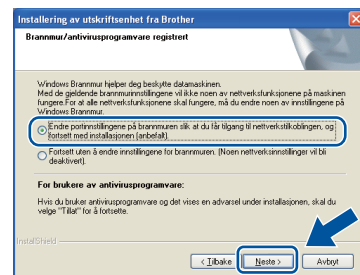 Installering av utskriftsenhet fra Brother
Brannmur/antivirusprogramvare registrert
Windows Brannmur hjelper deg beskytte datamaskinen.
Med de gjeldende brannmurinnstillingene vil ikke noen av nettverksfunksjonene på maskinen
fungere.For at alle nettverksfunksjonene skal fungere, må du endre noen av innstillingene på
Windows Brannmur.
Endre portinnstillingene på brannmuren slik at du får tilgang til nettverkstilkoblingen, og
fortsett med installasjonen (anbefalt).
Fortsett uten å endre innstillingene for brannmuren. (Noen nettverksinnstillinger vil bli
deaktivert).
For brukere av antivirusprogramvare:
Hvis du bruker antivirusprogramvare og det vises en advarsel under installasjonen, skal du
velge "Tillat" for å fortsette.
InstallShield
< Tilbake
Neste >
Avbryt